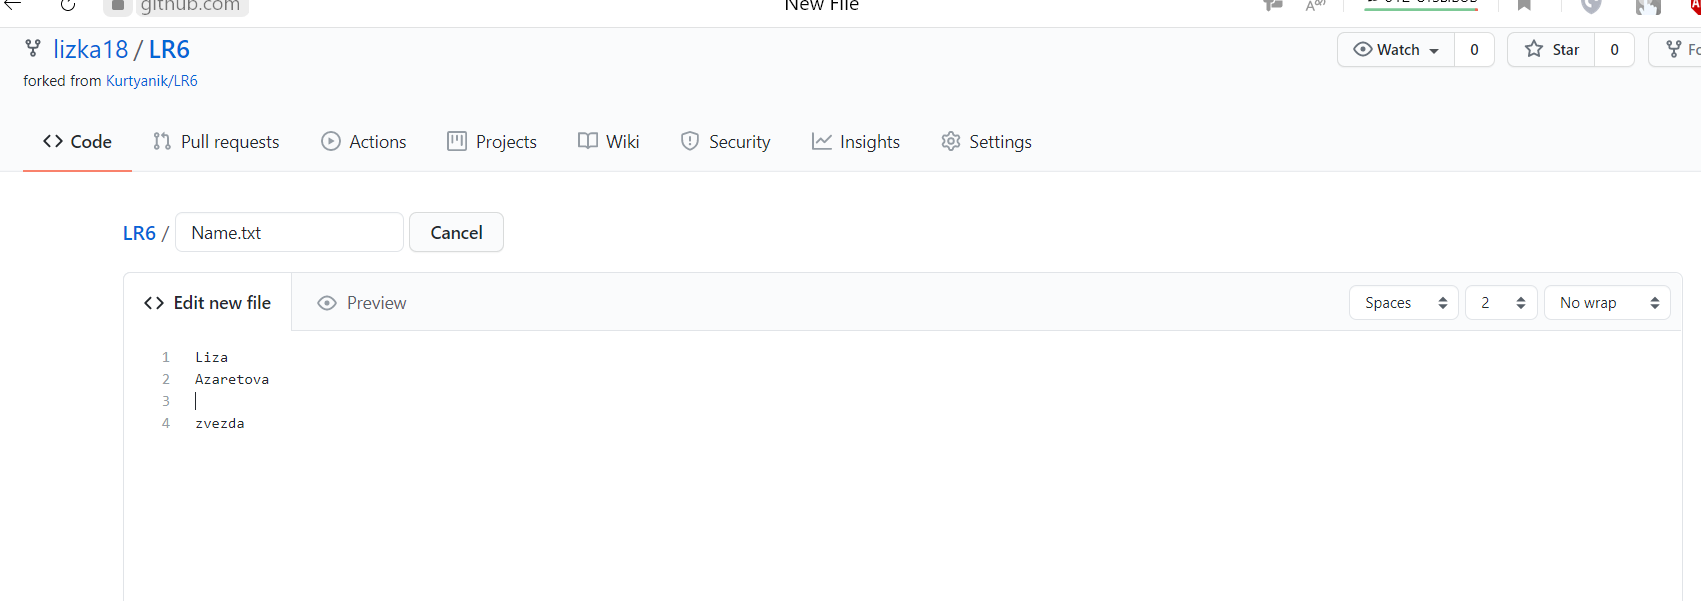 github.com
New File
lizka18 / LR6
Watch 0
Star 0
forked from Kurtyanik/LR6
Code
Pull requests
Actions
Projects
Wiki
Security
Insights
Settings
LR6 / Name.txt Cancel
Edit new file
Preview
Spaces
2
No wrap
1 Liza
2 Azaretova
3
4 zvezda